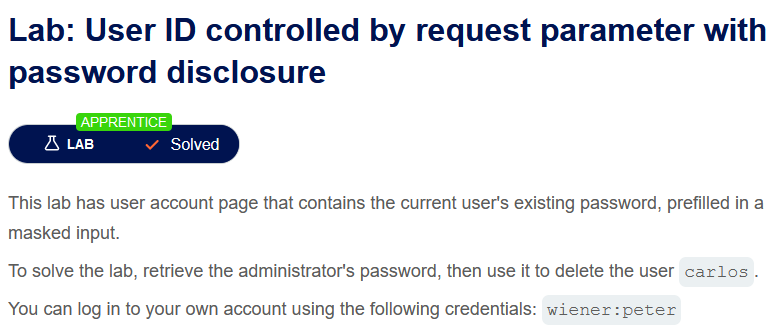 Lab: User ID controlled by request parameter with
password disclosure
APPRENTICE
LAB
Solved
This lab has user account page that contains the current user's existing password, prefilled in a
masked input.
To solve the lab, retrieve the administrator's password, then use it to delete the user carlos .
You can log in to your own account using the following credentials: wiener:peter